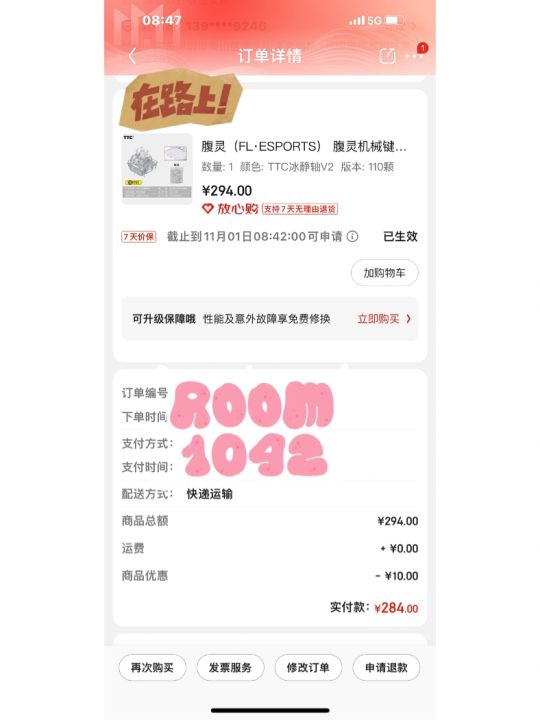 08:47
5G
139****9246
订单详情
1
在路上!
TTC
腹灵（FL·ESPORTS） 腹灵机械键...
数量: 1 颜色: TTC冰静轴V2 版本: 110颗
¥294.00
放心购 支持7天无理由退货
7天价保 截止到11月01日08:42:00可申请 已生效
加购物车
可升级保障哦 性能及意外故障享免费修换 立即购买
订单编号
下单时间
ROOM
支付方式：
支付时间：
1042
配送方式： 快递运输
商品总额 ¥294.00
运费 + ¥0.00
商品优惠 - ¥10.00
实付款：¥284.00
再次购买 发票服务 修改订单 申请退款